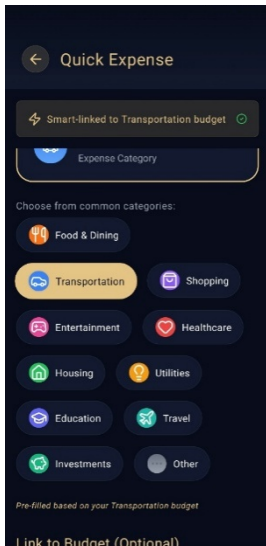 Quick Expense
Smart-linked to Transportation budget
Expense Category
Choose from common categories:
Food & Dining
Transportation
Shopping
Entertainment
Healthcare
Housing
Utilities
Education
Travel
Investments
Other
Pre-filled based on your Transportation budget
Link to Budget (Optional)